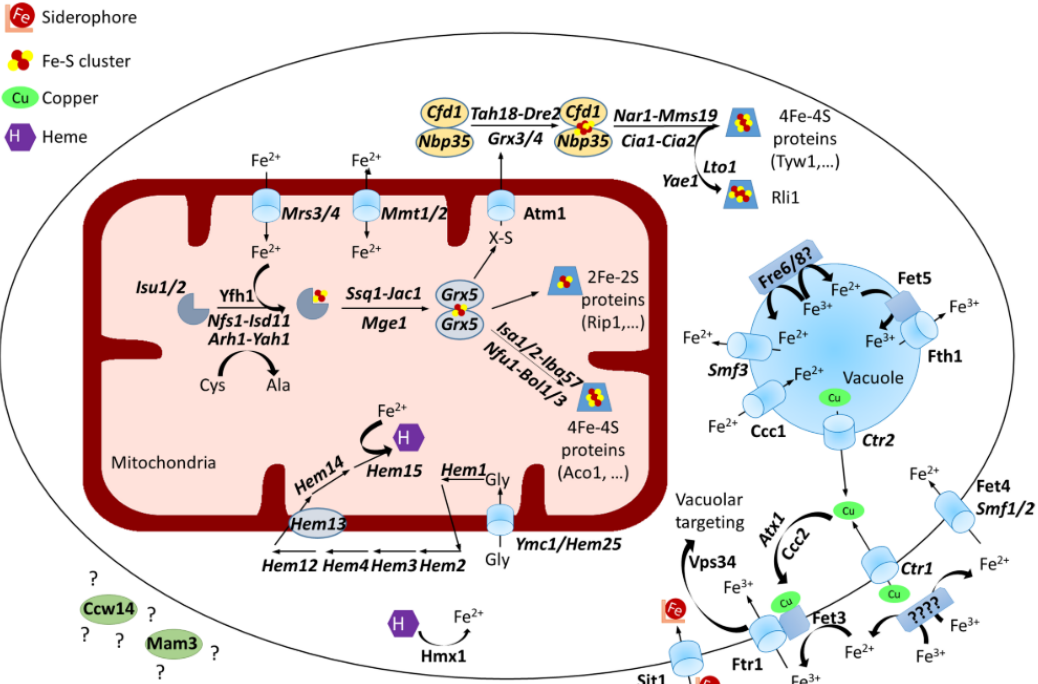 Fe
Siderophore
Fe-S cluster
Cu
Copper
H
Heme
Cfd1
Nbp35
Tah18-Dre2
Grx3/4
Cfd1
Nbp35
Nar1-Mms19
Cia1-Cia2
4Fe-4S
proteins
(Tyw1,...)
Yae1
Lto1
Rli1
Fe²⁺
Fe²⁺
Mrs3/4
Mmt1/2
Atm1
Fe²⁺
Fe²⁺
X-S
Isu1/2
Yfh1
Nfs1-Isd11
Arh1-Yah1
Cys
Ala
Ssq1-Jac1
Mge1
Grx5
Grx5
2Fe-2S
proteins
(Rip1,...)
Isa1/2-Iba57
Nfu1-Bol1/3
4Fe-4S
proteins
(Aco1, ...)
Mitochondria
Fe²⁺
H
Hem14
Hem15
Hem13
Hem1
Gly
Ymc1/Hem25
Gly
Hem12
Hem4
Hem3
Hem2
Fre6/8?
Fe²⁺
Fe³⁺
Fet5
Fe³⁺
Fe³⁺
Fth1
Fe²⁺
Fe²⁺
Smf3
Fe²⁺
Vacuole
Fe²⁺
Ccc1
Cu
Ctr2
Vacuolar
targeting
Vps34
Atx1
Ccc2
Cu
Fe²⁺
Fet4
Smf1/2
Fe²⁺
Ctr1
Cu
????
Fe³⁺
Fe³⁺
Fe³⁺
Cu
Fet3
Fe²⁺
Ftr1
Fe³⁺
Fe
Sit1
Fe
H
Fe²⁺
Hmx1
?
Ccw14
?
?
?
Mam3
?
?